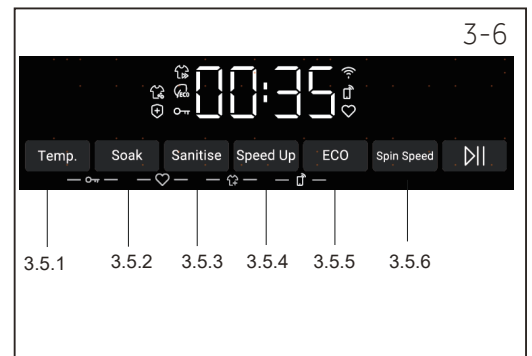 3-6
00:35
ECO
Temp. Soak Sanitise Speed Up ECO Spin Speed
3.5.1 3.5.2 3.5.3 3.5.4 3.5.5 3.5.6